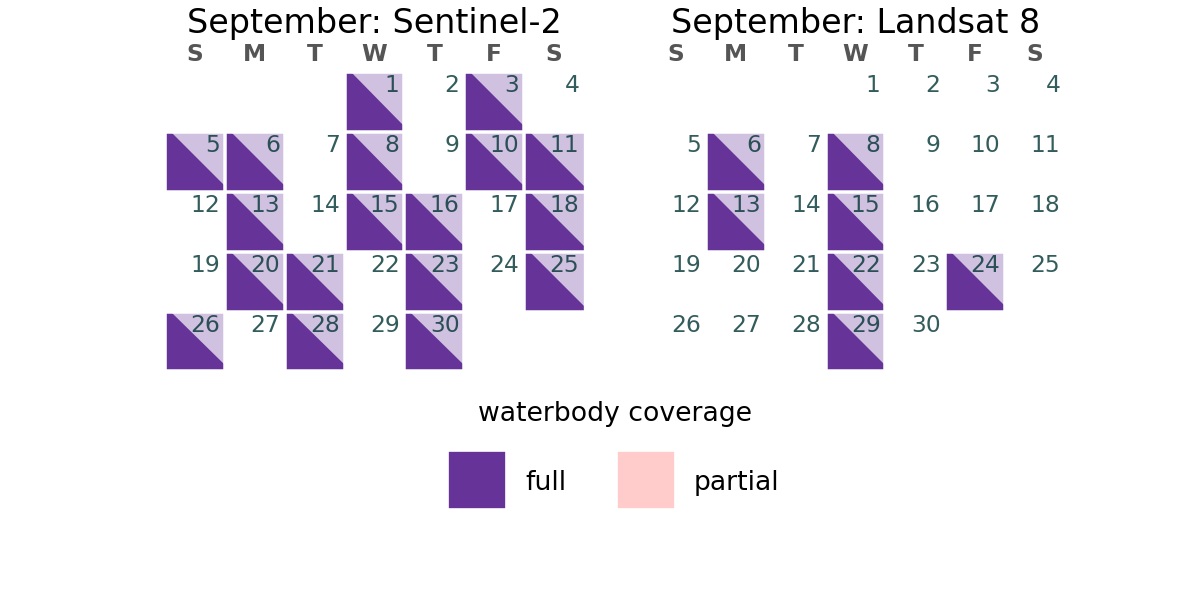 September: Sentinel-2
S M T W T F S
1 2 3 4
5 6 7 8 9 10 11
12 13 14 15 16 17 18
19 20 21 22 23 24 25
26 27 28 29 30
September: Landsat 8
S M T W T F S
1 2 3 4
5 6 7 8 9 10 11
12 13 14 15 16 17 18
19 20 21 22 23 24 25
26 27 28 29 30
waterbody coverage
full partial